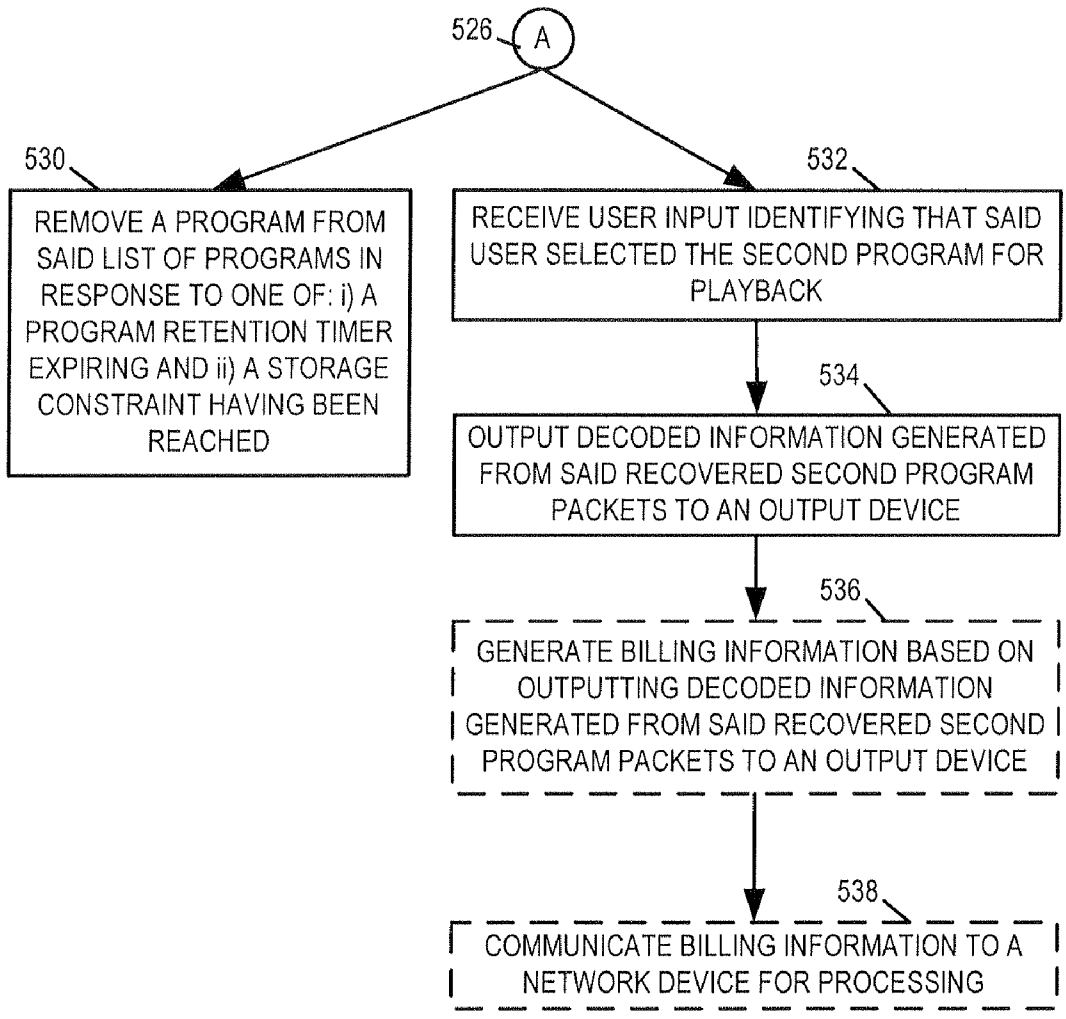 526
A
530
REMOVE A PROGRAM FROM
SAID LIST OF PROGRAMS IN
RESPONSE TO ONE OF: i) A
PROGRAM RETENTION TIMER
EXPIRING AND ii) A STORAGE
CONSTRAINT HAVING BEEN
REACHED
532
RECEIVE USER INPUT IDENTIFYING THAT SAID
USER SELECTED THE SECOND PROGRAM FOR
PLAYBACK
534
OUTPUT DECODED INFORMATION GENERATED
FROM SAID RECOVERED SECOND PROGRAM
PACKETS TO AN OUTPUT DEVICE
536
GENERATE BILLING INFORMATION BASED ON
OUTPUTTING DECODED INFORMATION
GENERATED FROM SAID RECOVERED SECOND
PROGRAM PACKETS TO AN OUTPUT DEVICE
538
COMMUNICATE BILLING INFORMATION TO A
NETWORK DEVICE FOR PROCESSING